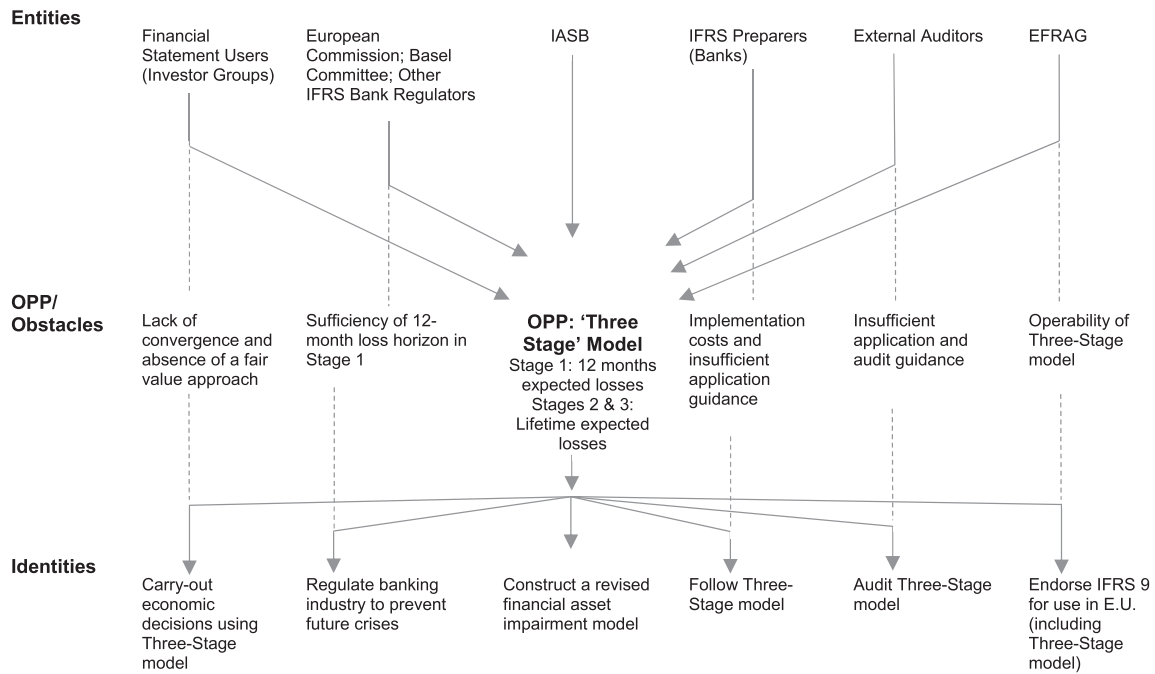 Entities
Financial
Statement Users
(Investor Groups)
European
Commission; Basel
Committee; Other
IFRS Bank Regulators
IASB
IFRS Preparers
(Banks)
External Auditors
EFRAG
OPP/
Obstacles
Lack of
convergence and
absence of a fair
value approach
Sufficiency of 12-
month loss horizon in
Stage 1
OPP: ‘Three
Stage’ Model
Stage 1: 12 months
expected losses
Stages 2 & 3:
Lifetime expected
losses
Implementation
costs and
insufficient
application
guidance
Insufficient
application and
audit guidance
Operability of
Three-Stage
model
Identities
Carry-out
economic
decisions using
Three-Stage
model
Regulate banking
industry to prevent
future crises
Construct a revised
financial asset
impairment model
Follow Three-
Stage model
Audit Three-Stage
model
Endorse IFRS 9
for use in E.U.
(including
Three-Stage
model)